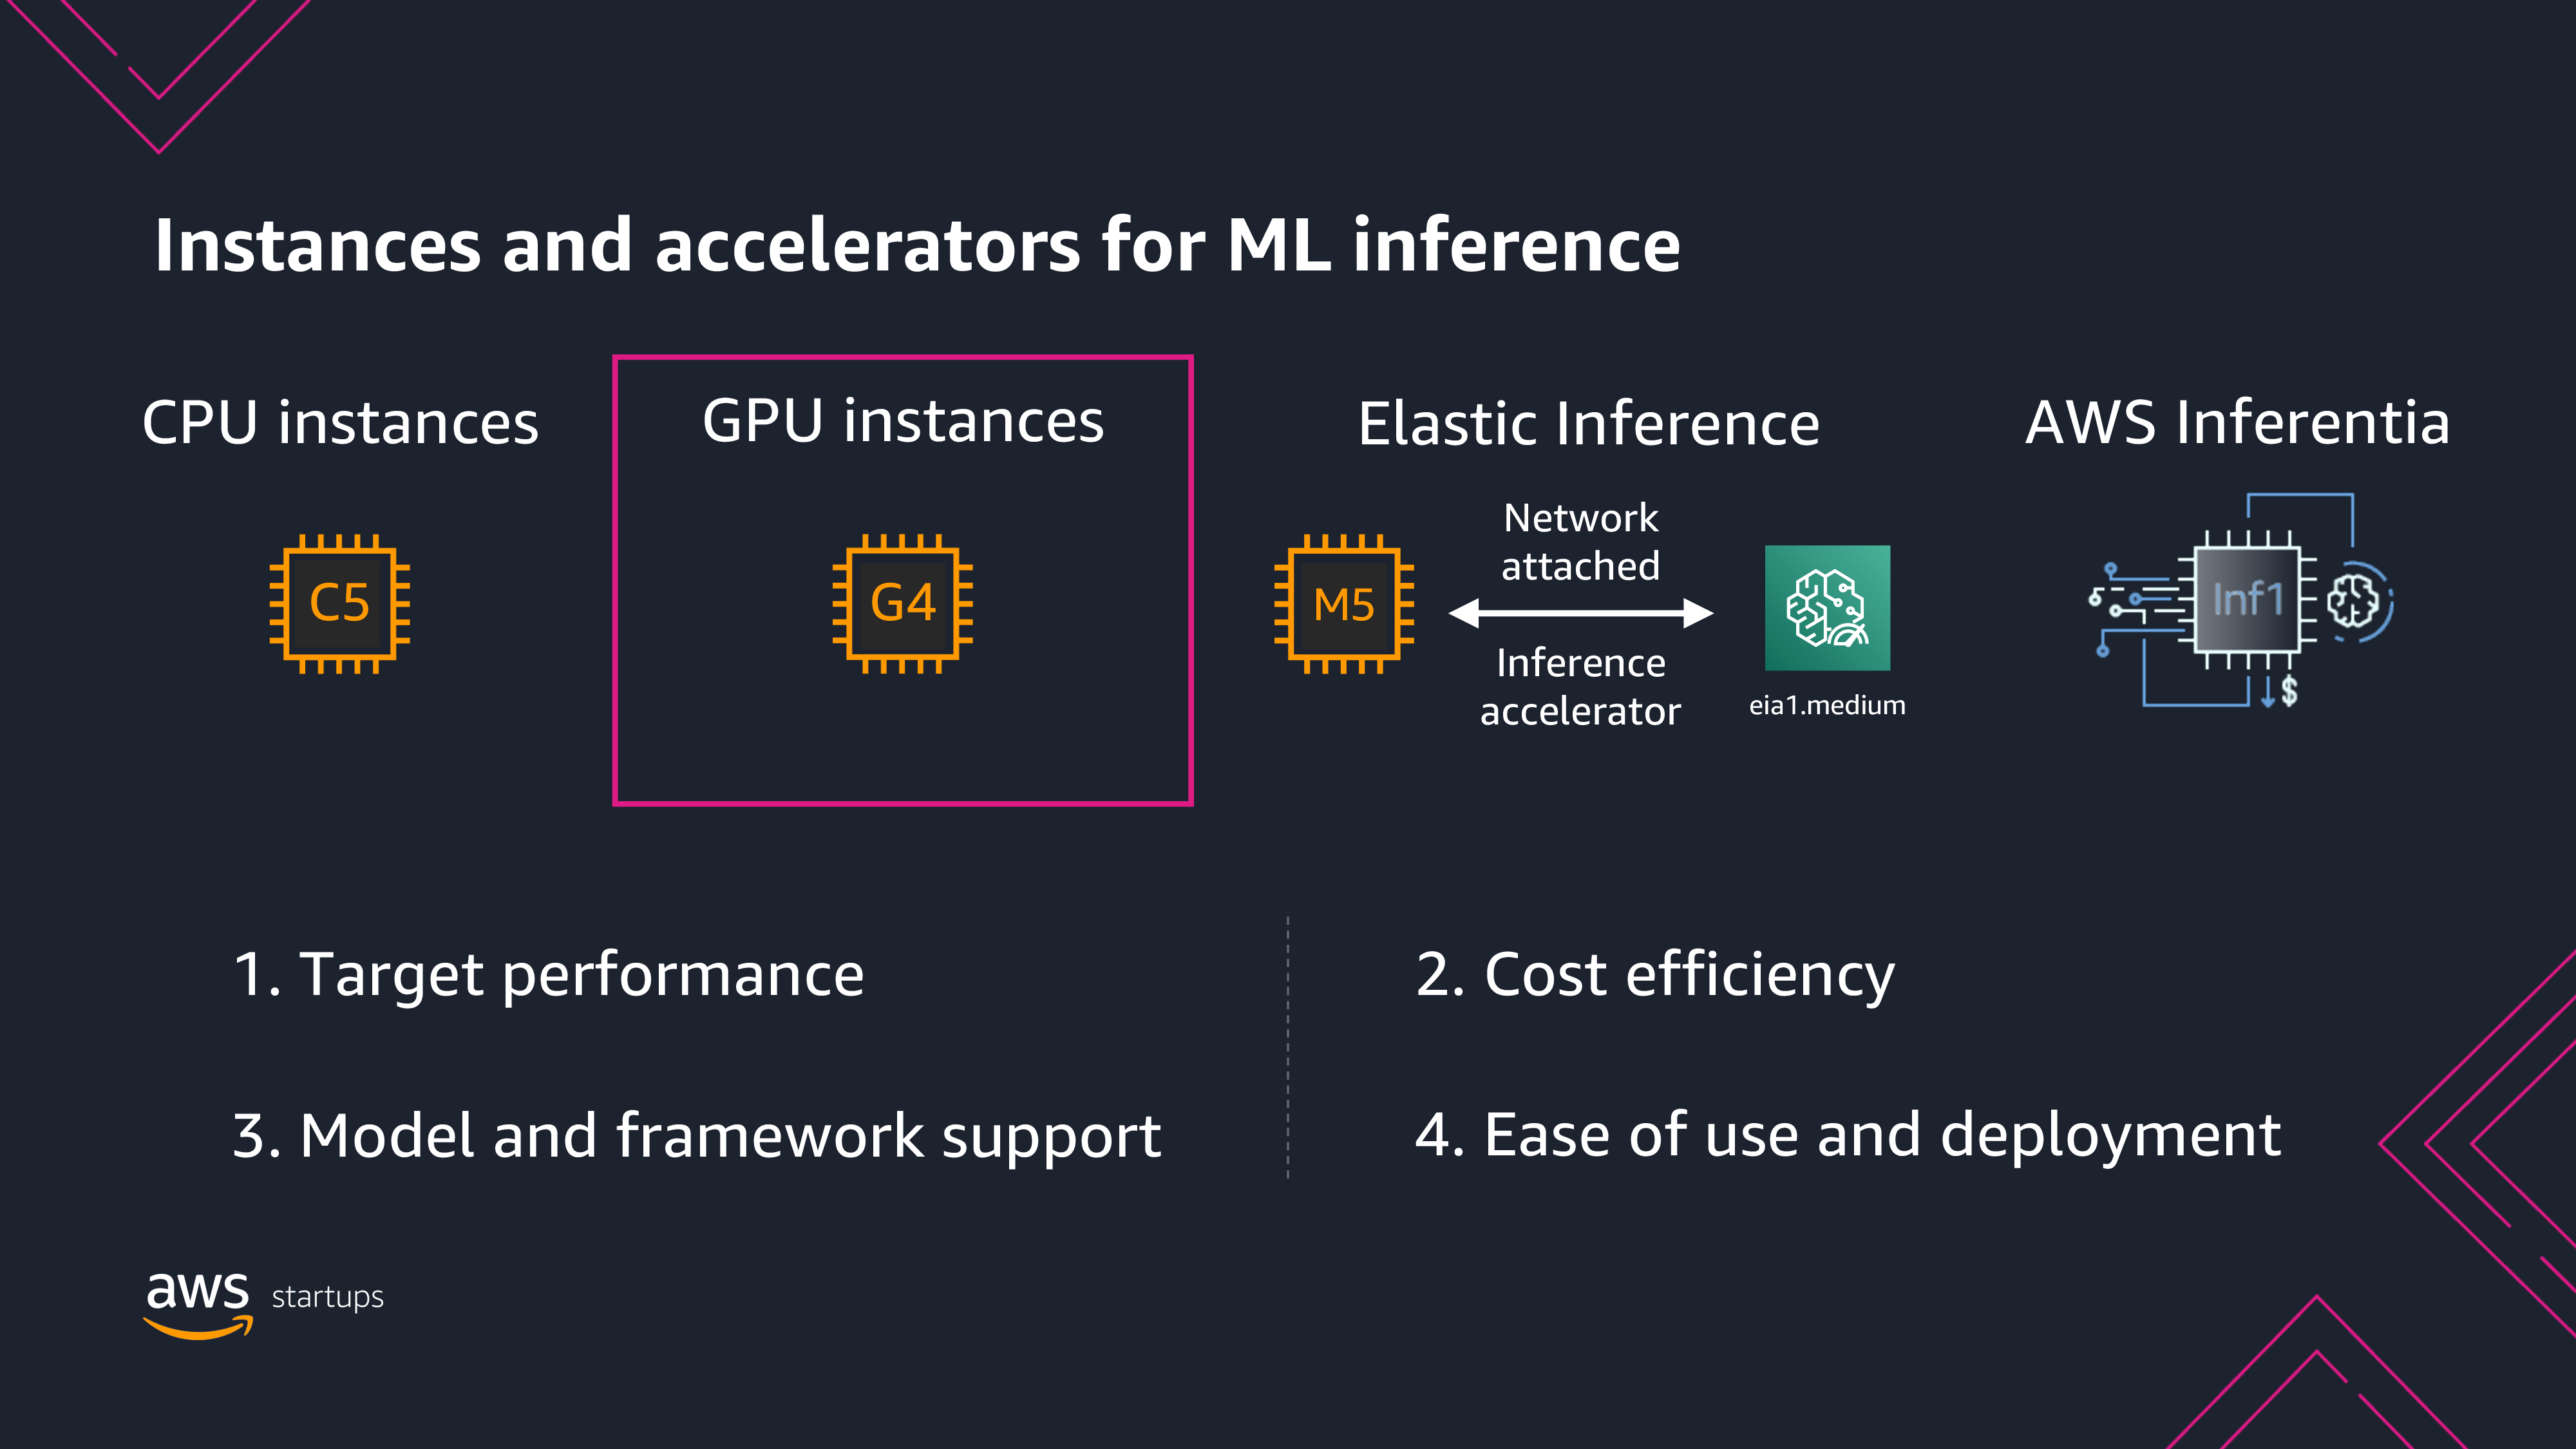 Instances and accelerators for ML inference
CPU instances
C5
GPU instances
G4
Elastic Inference
M5
Network
attached
Inference
accelerator
eia1.medium
AWS Inferentia
Inf1
$
1. Target performance
2. Cost efficiency
3. Model and framework support
4. Ease of use and deployment
aws startups